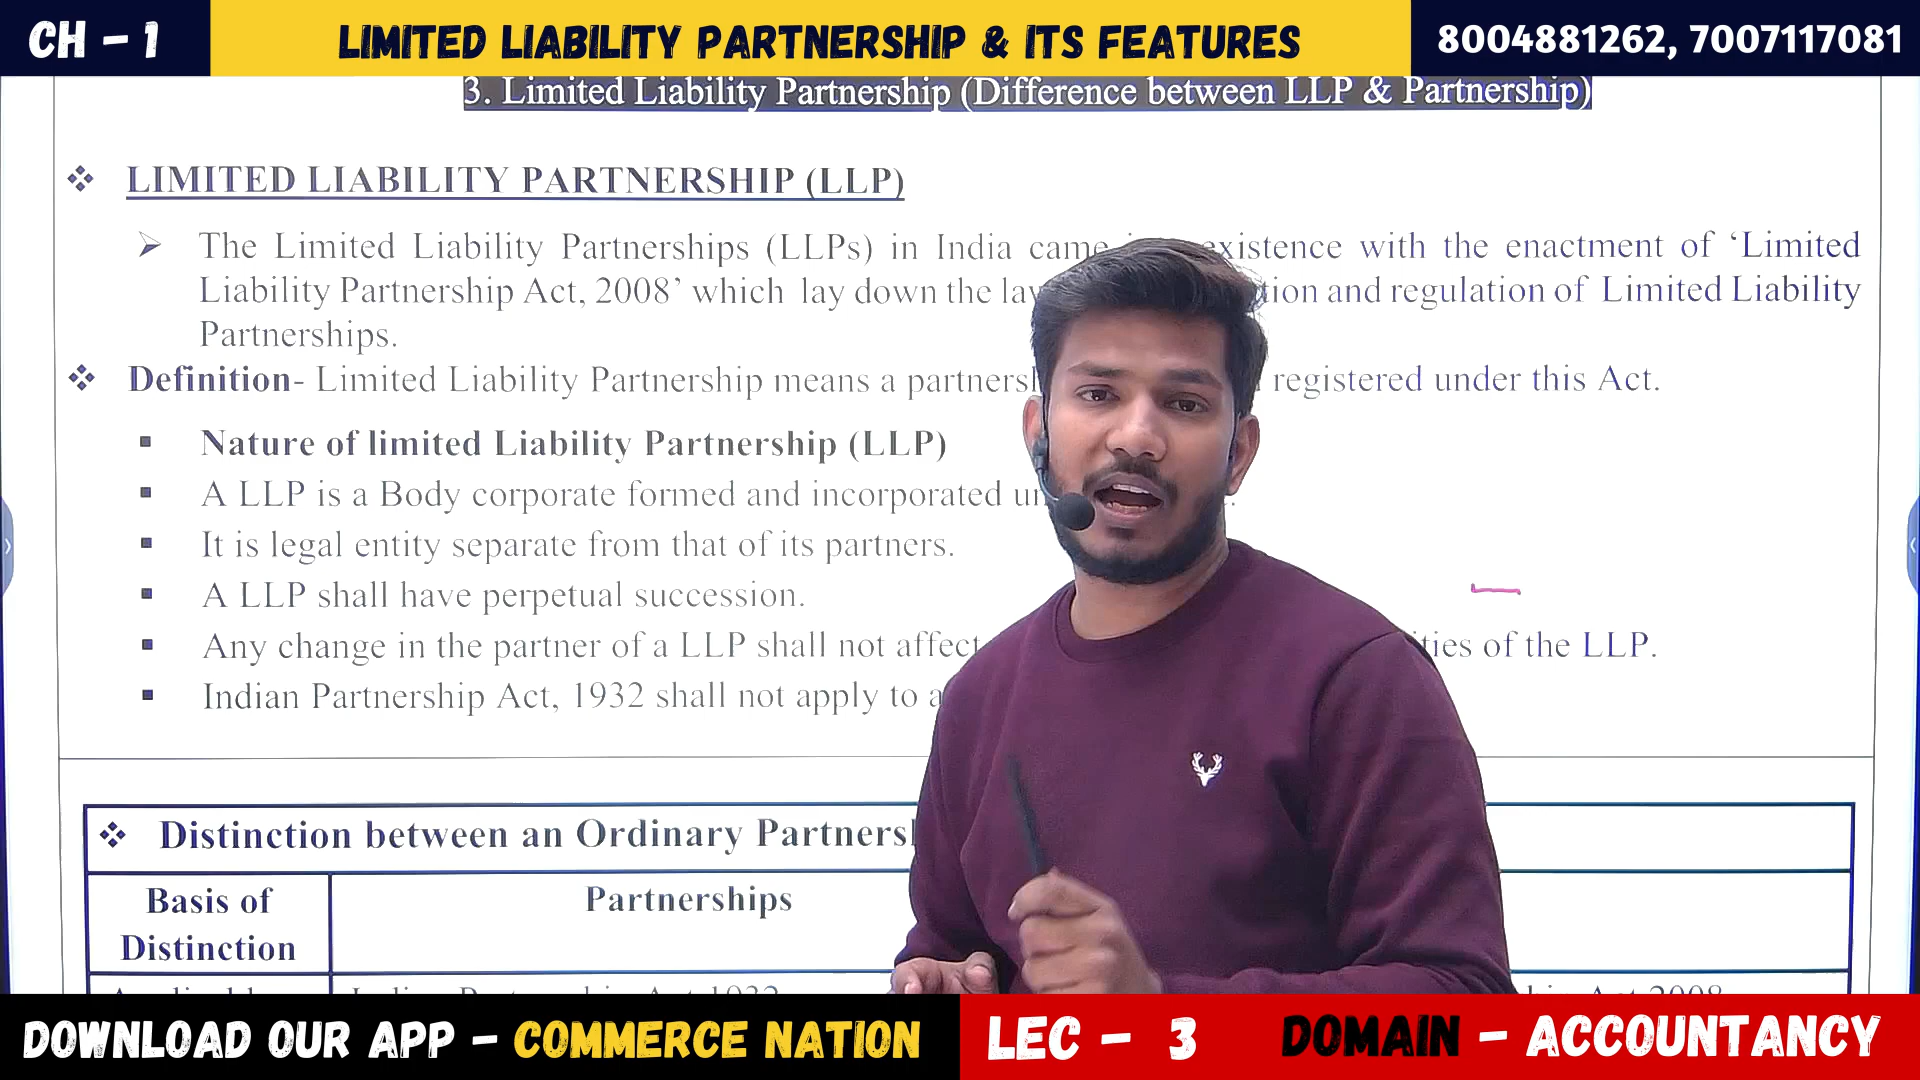 CH - 1
LIMITED LIABILITY PARTNERSHIP & ITS FEATURES
8004881262, 7007117081
3. Limited Liability Partnership (Difference between LLP & Partnership)
LIMITED LIABILITY PARTNERSHIP (LLP)
The Limited Liability Partnerships (LLPs) in India came existence with the enactment of ‘Limited
Liability Partnership Act, 2008’ which lay down the and regulation of Limited Liability
Partnerships.
Definition- Limited Liability Partnership means a registered under this Act.
Nature of limited Liability Partnership (LLP)
A LLP is a Body corporate formed and incorporated
It is legal entity separate from that of its partners.
A LLP shall have perpetual succession.
Any change in the partner of a LLP shall not affect of the LLP.
Indian Partnership Act, 1932 shall not apply to
Distinction between an Ordinary
Basis of
Distinction
Partnerships
DOWNLOAD OUR APP - COMMERCE NATION
LEC - 3
DOMAIN - ACCOUNTANCY